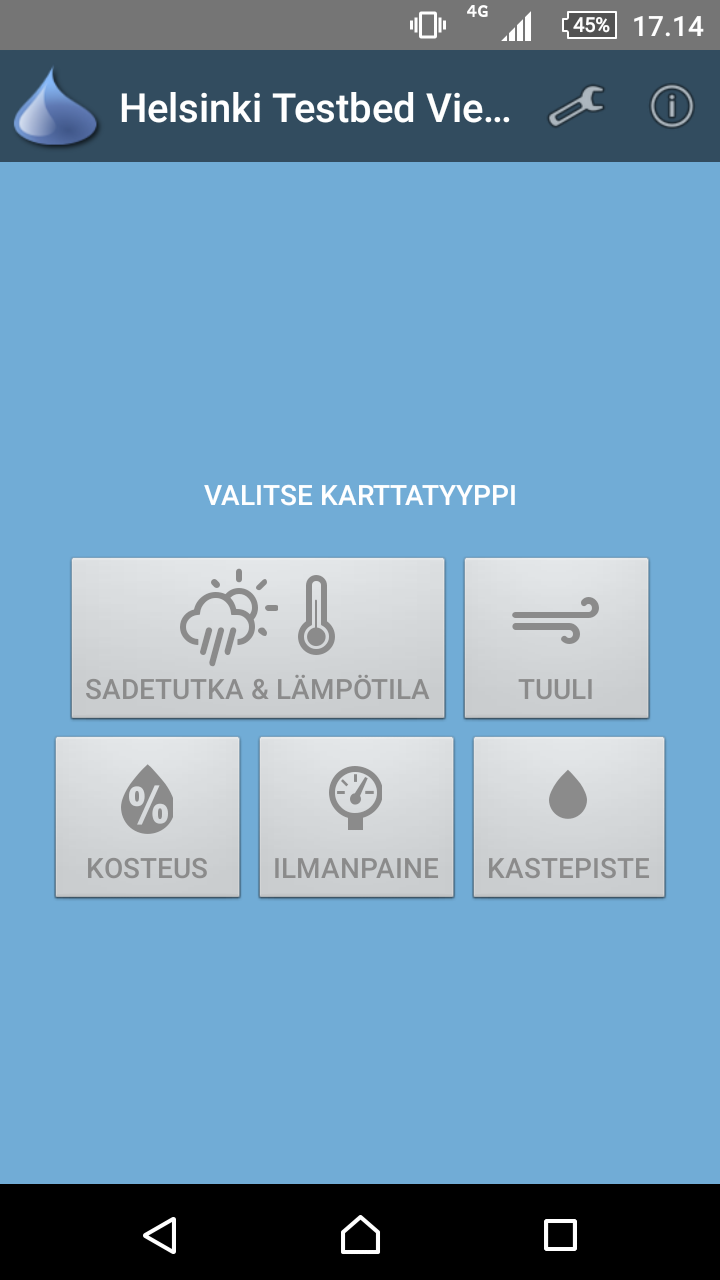 4G 45% 17.14
Helsinki Testbed Vie...
VALITSE KARTTATYYPPI
SADETUTKA & LÄMPÖTILA TUULI
%
KOSTEUS ILMANPAINE KASTEPISTE